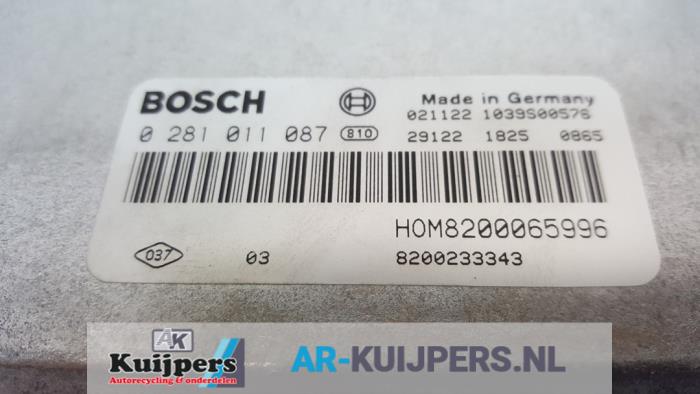 BOSCH
Made in Germany
021122 1039S00576
0 281 011 087 810
29122 1825 0865
HOM8200065996
037 03 8200233343
AK
Kuijpers
Autorecycling & onderdelen
AR-KUIJPERS.NL